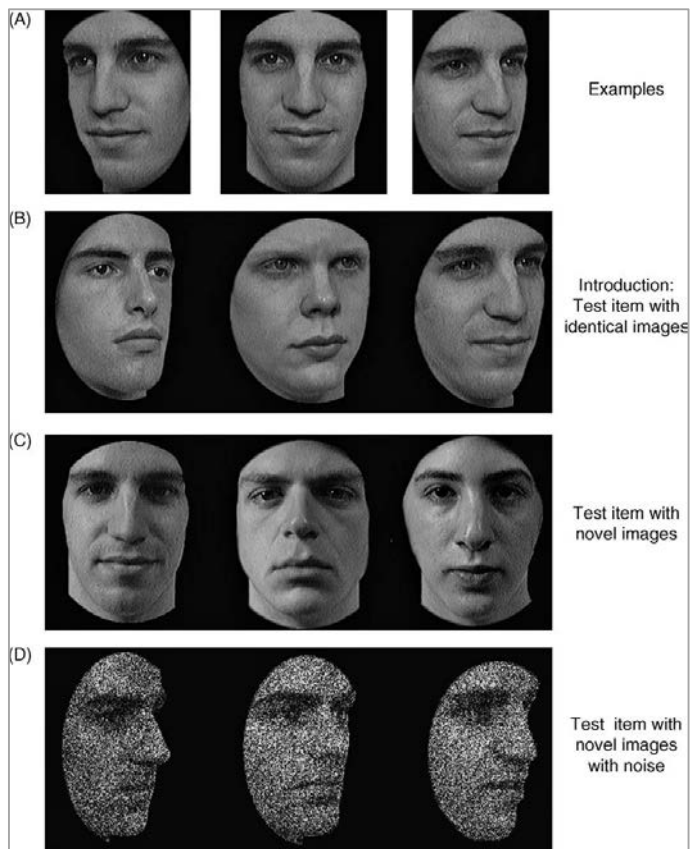 (A)
Examples
(B)
Introduction:
Test item with
identical images
(C)
Test item with
novel images
(D)
Test item with
novel images
with noise